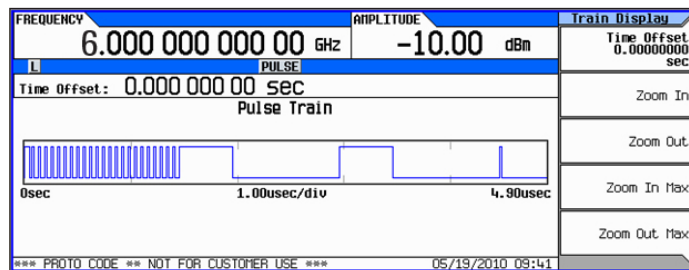 FREQUENCY
6.000 000 000 00 GHz
AMPLITUDE
-10.00 dBm
L
PULSE
Time Offset: 0.000 000 00 sec
Pulse Train
0sec
1.00usec/div
4.90usec
*** PROTO CODE ** NOT FOR CUSTOMER USE ***
05/19/2010 09:41
Train Display
Time Offset
0.00000000
sec
Zoom In
Zoom Out
Zoom In Max
Zoom Out Max